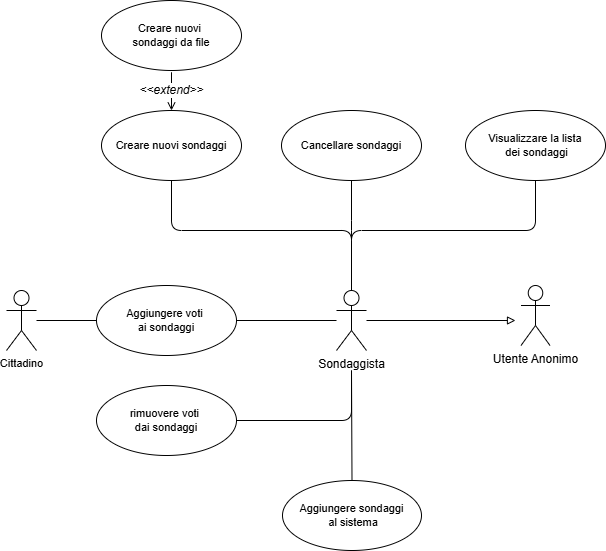 Creare nuovi
sondaggi da file
<<extend>>
Creare nuovi sondaggi
Cancellare sondaggi
Visualizzare la lista
dei sondaggi
Aggiungere voti
ai sondaggi
Cittadino
Sondaggista
Utente Anonimo
rimuovere voti
dai sondaggi
Aggiungere sondaggi
al sistema